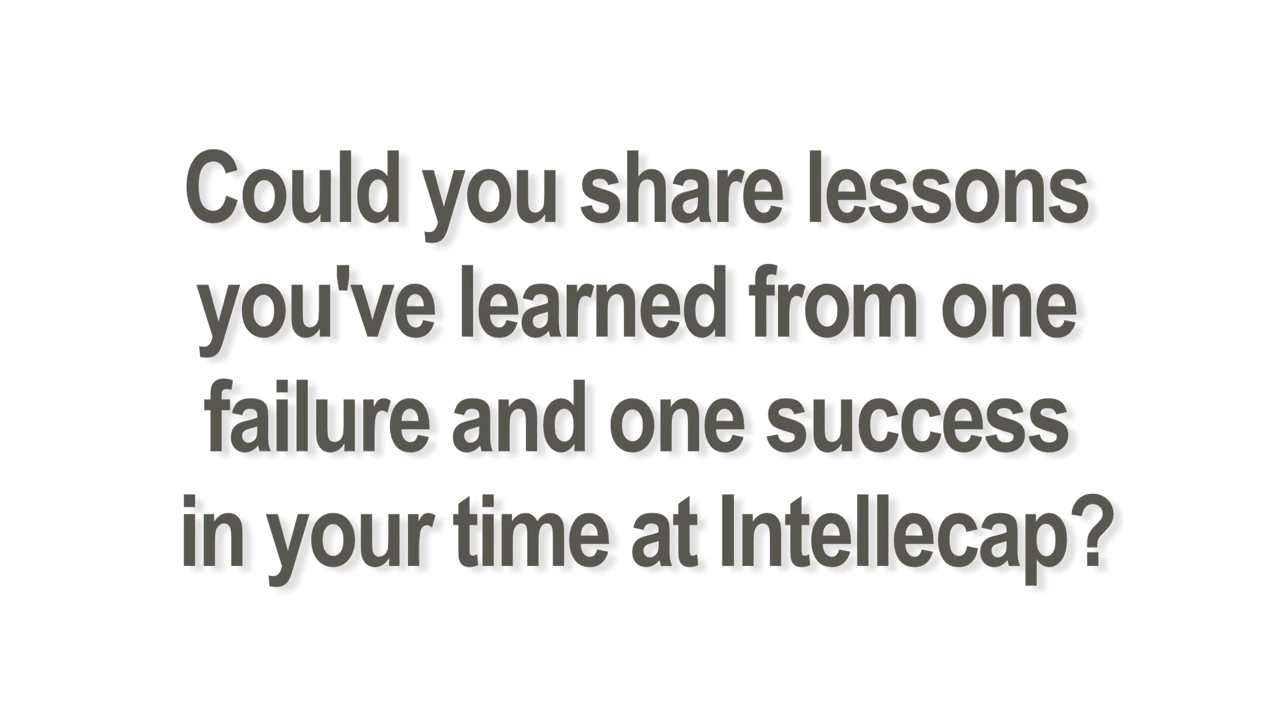 Could you share lessons
you've learned from one
failure and one success
in your time at Intellecap?